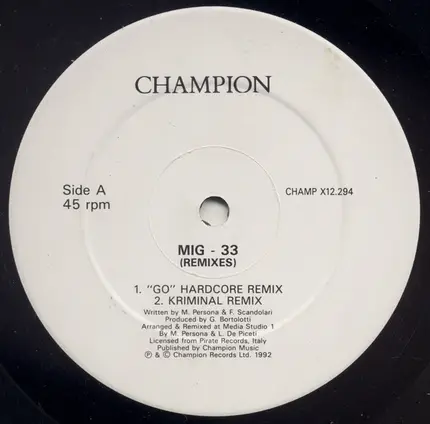 CHAMPION
Side A
45 rpm
CHAMP X12.294
MIG - 33
(REMIXES)
1. "GO" HARDCORE REMIX
2. KRIMINAL REMIX
Written by M. Persona & F. Scandolari
Produced by G. Bortolotti
Arranged & Remixed at Media Studio 1
By M. Persona & L. De Piceti
Licensed from Pirate Records, Italy
Published by Champion Music
℗ & © Champion Records Ltd. 1992